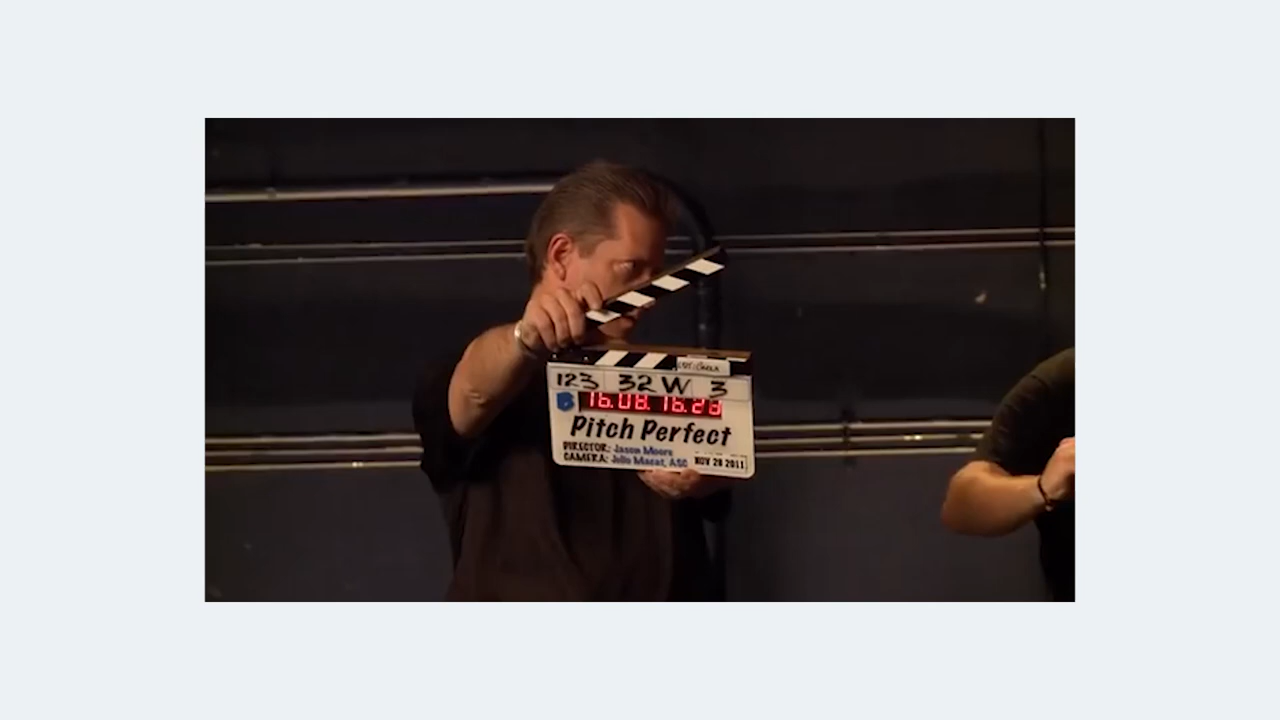 123 32W 3
B 16.08.16.23
Pitch Perfect
DIRECTOR: Jason Moore
CAMERA: Julio Macat, ASC NOV 28 2011